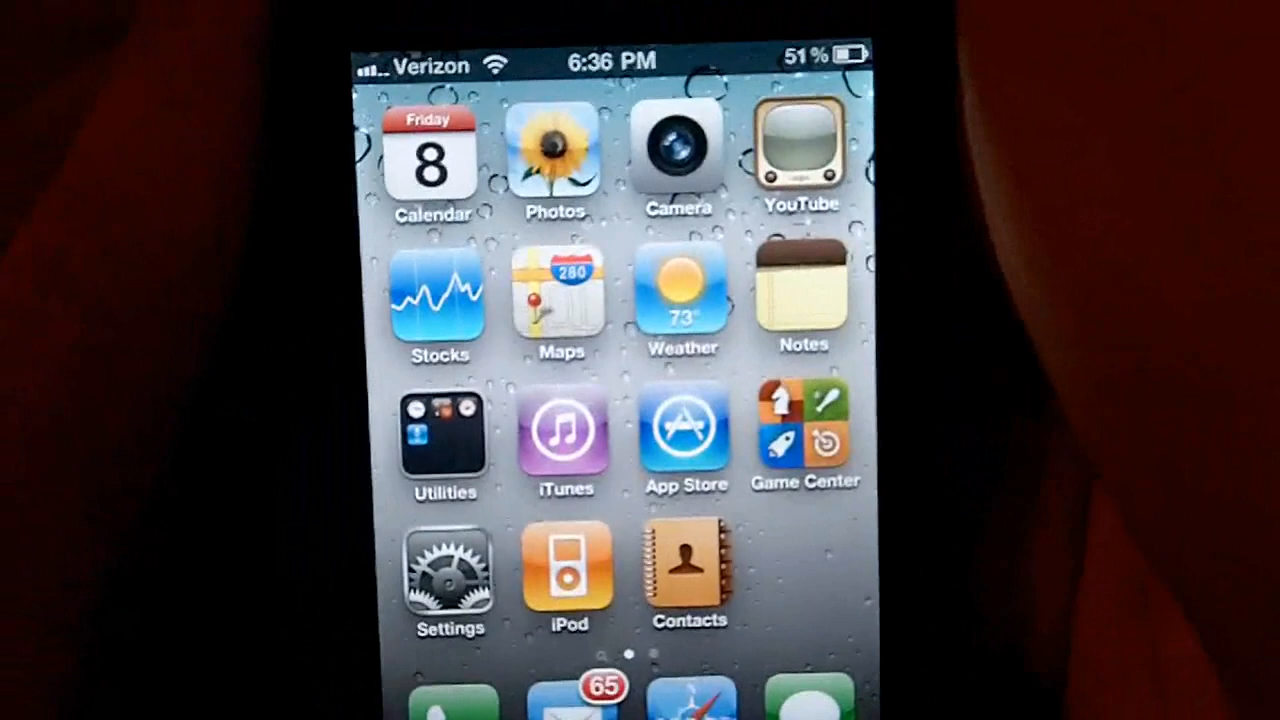 Verizon 6:36 PM 51%
Friday
8
Calendar Photos Camera YouTube
280
73°
Stocks Maps Weather Notes
Utilities iTunes App Store Game Center
Settings iPod Contacts
65